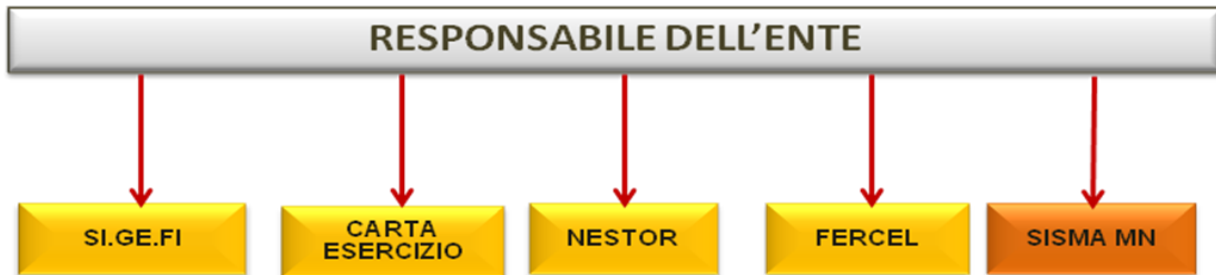 RESPONSABILE DELL'ENTE
SI.GE.FI
CARTA
ESERCIZIO
NESTOR
FERCEL
SISMA MN